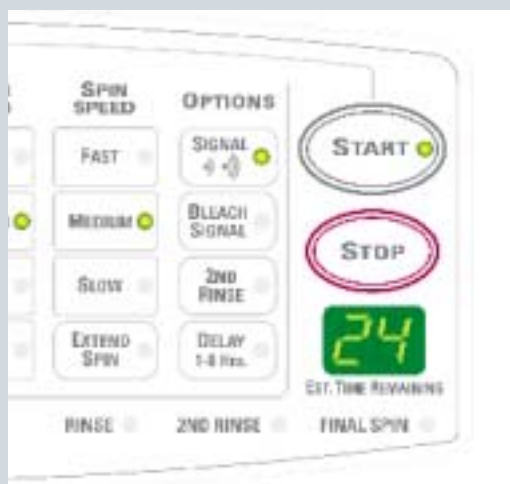 SPIN
SPEED
OPTIONS
FAST
SIGNAL
START
MEDIUM
BLEACH
SIGNAL
STOP
SLOW
2ND
RINSE
EXTEND
SPIN
DELAY
1-8 HRS.
24
EST. TIME REMAINING
RINSE
2ND RINSE
FINAL SPIN